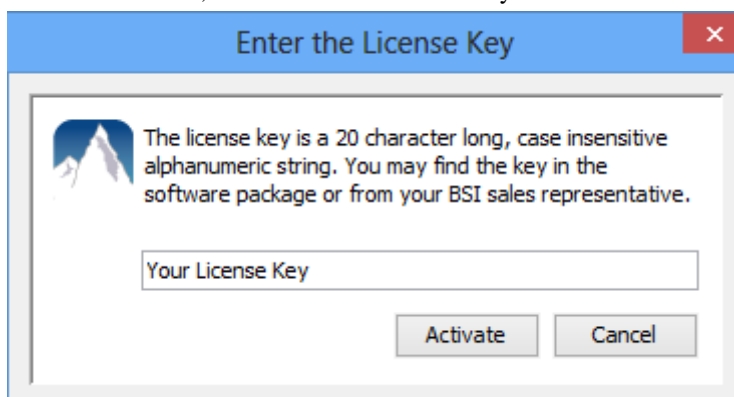 Enter the License Key
The license key is a 20 character long, case insensitive
alphanumeric string. You may find the key in the
software package or from your BSI sales representative.
Your License Key
Activate Cancel